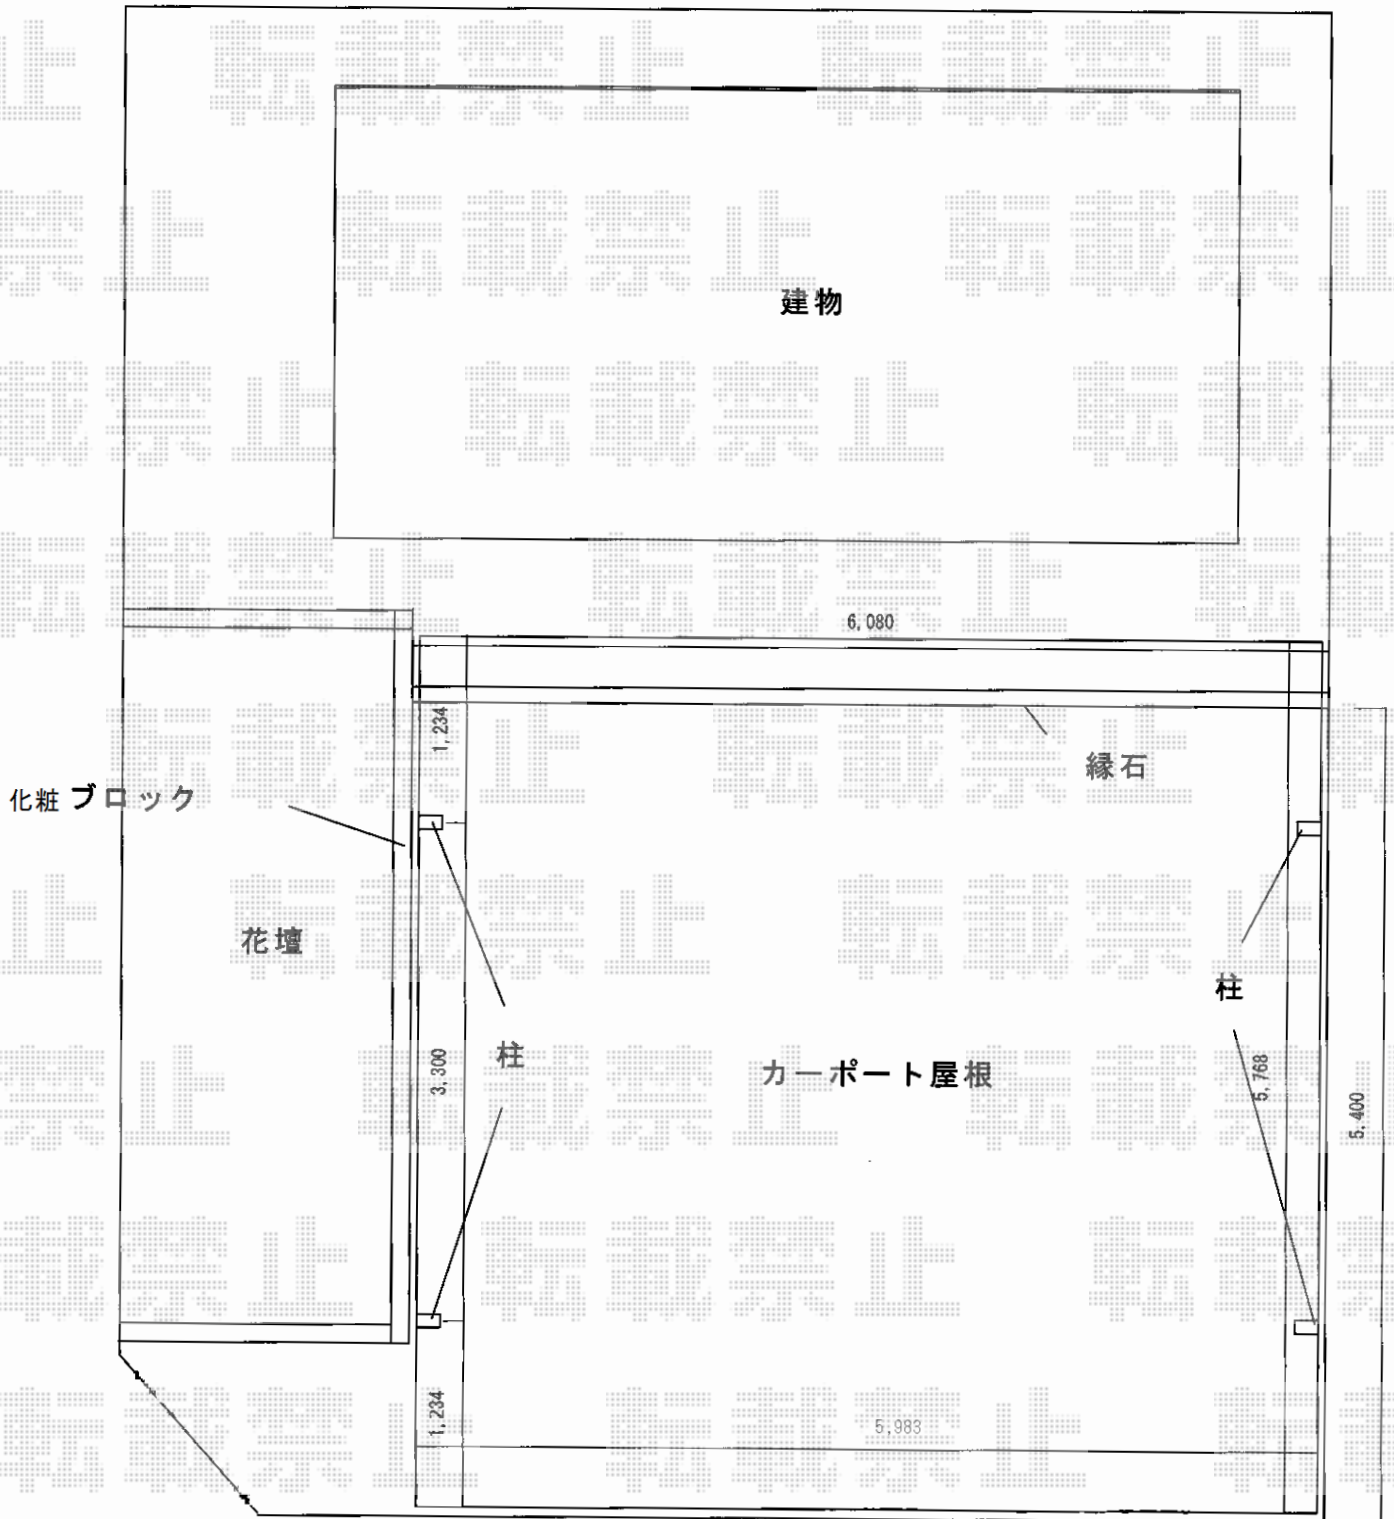 建物
6,080
1,234
縁石
化粧ブロック
花壇
柱
柱
3,300
カーポート屋根
5,768
5,400
1,234
5,983
転載禁止